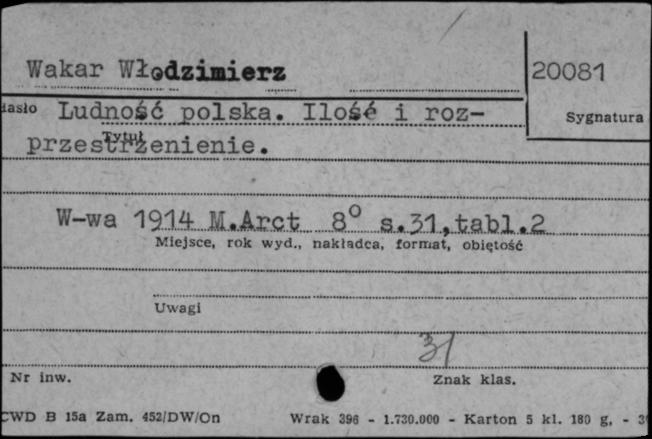 Wakar Włodzimierz
20081
Hasło Ludność polska. Ilość i roz-
Sygnatura
Tytuł
przestrzenienie.
W-wa 1914 M.Arct 8° s.31,tabl.2
Miejsce, rok wyd., nakładca, format, objętość
Uwagi
31
Nr inw.
Znak klas.
CWD B 15a Zam. 452/DW/On Wrak 396 - 1.730.000 - Karton 5 kl. 180 g, -